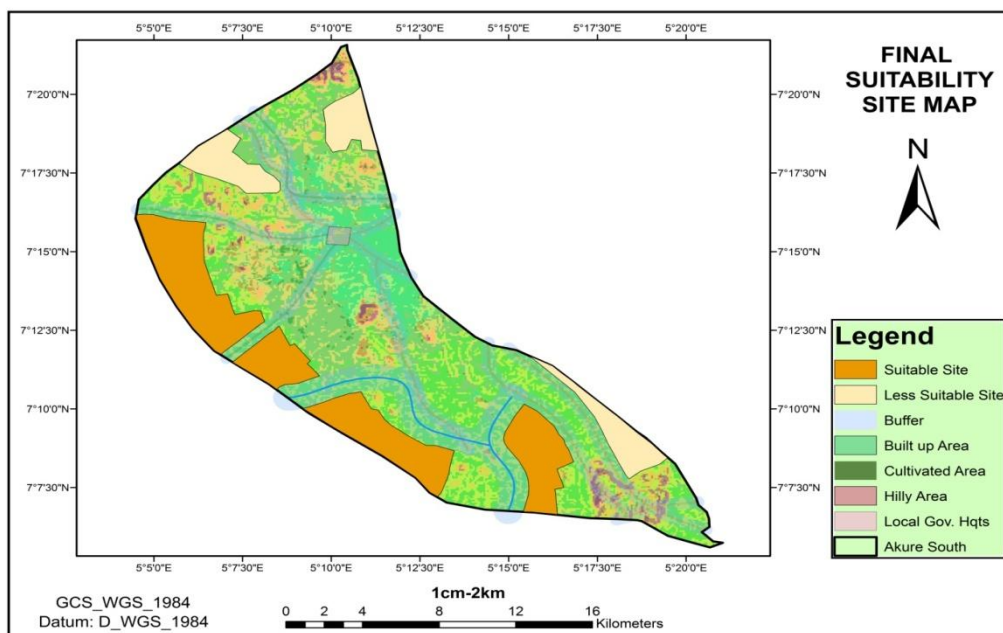 FINAL
SUITABILITY
SITE MAP
N
5°5'0"E 5°7'30"E 5°10'0"E 5°12'30"E 5°15'0"E 5°17'30"E 5°20'0"E
7°20'0"N 7°20'0"N
7°17'30"N 7°17'30"N
7°15'0"N 7°15'0"N
7°12'30"N 7°12'30"N
7°10'0"N 7°10'0"N
7°7'30"N 7°7'30"N
5°5'0"E 5°7'30"E 5°10'0"E 5°12'30"E 5°15'0"E 5°17'30"E 5°20'0"E
Legend
Suitable Site
Less Suitable Site
Buffer
Built up Area
Cultivated Area
Hilly Area
Local Gov. Hqts
Akure South
GCS_WGS_1984
Datum: D_WGS_1984
1cm-2km
0 1 2 4 8 12 16
Kilometers